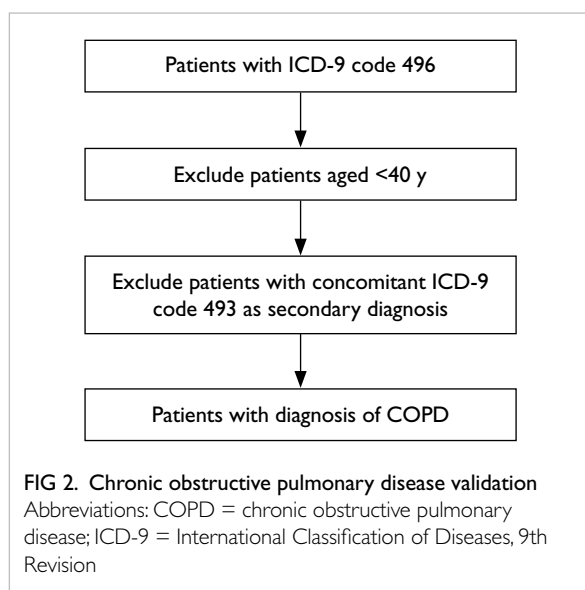 Patients with ICD-9 code 496
Exclude patients aged <40 y
Exclude patients with concomitant ICD-9
code 493 as secondary diagnosis
Patients with diagnosis of COPD
FIG 2. Chronic obstructive pulmonary disease validation
Abbreviations: COPD = chronic obstructive pulmonary
disease; ICD-9 = International Classification of Diseases, 9th
Revision